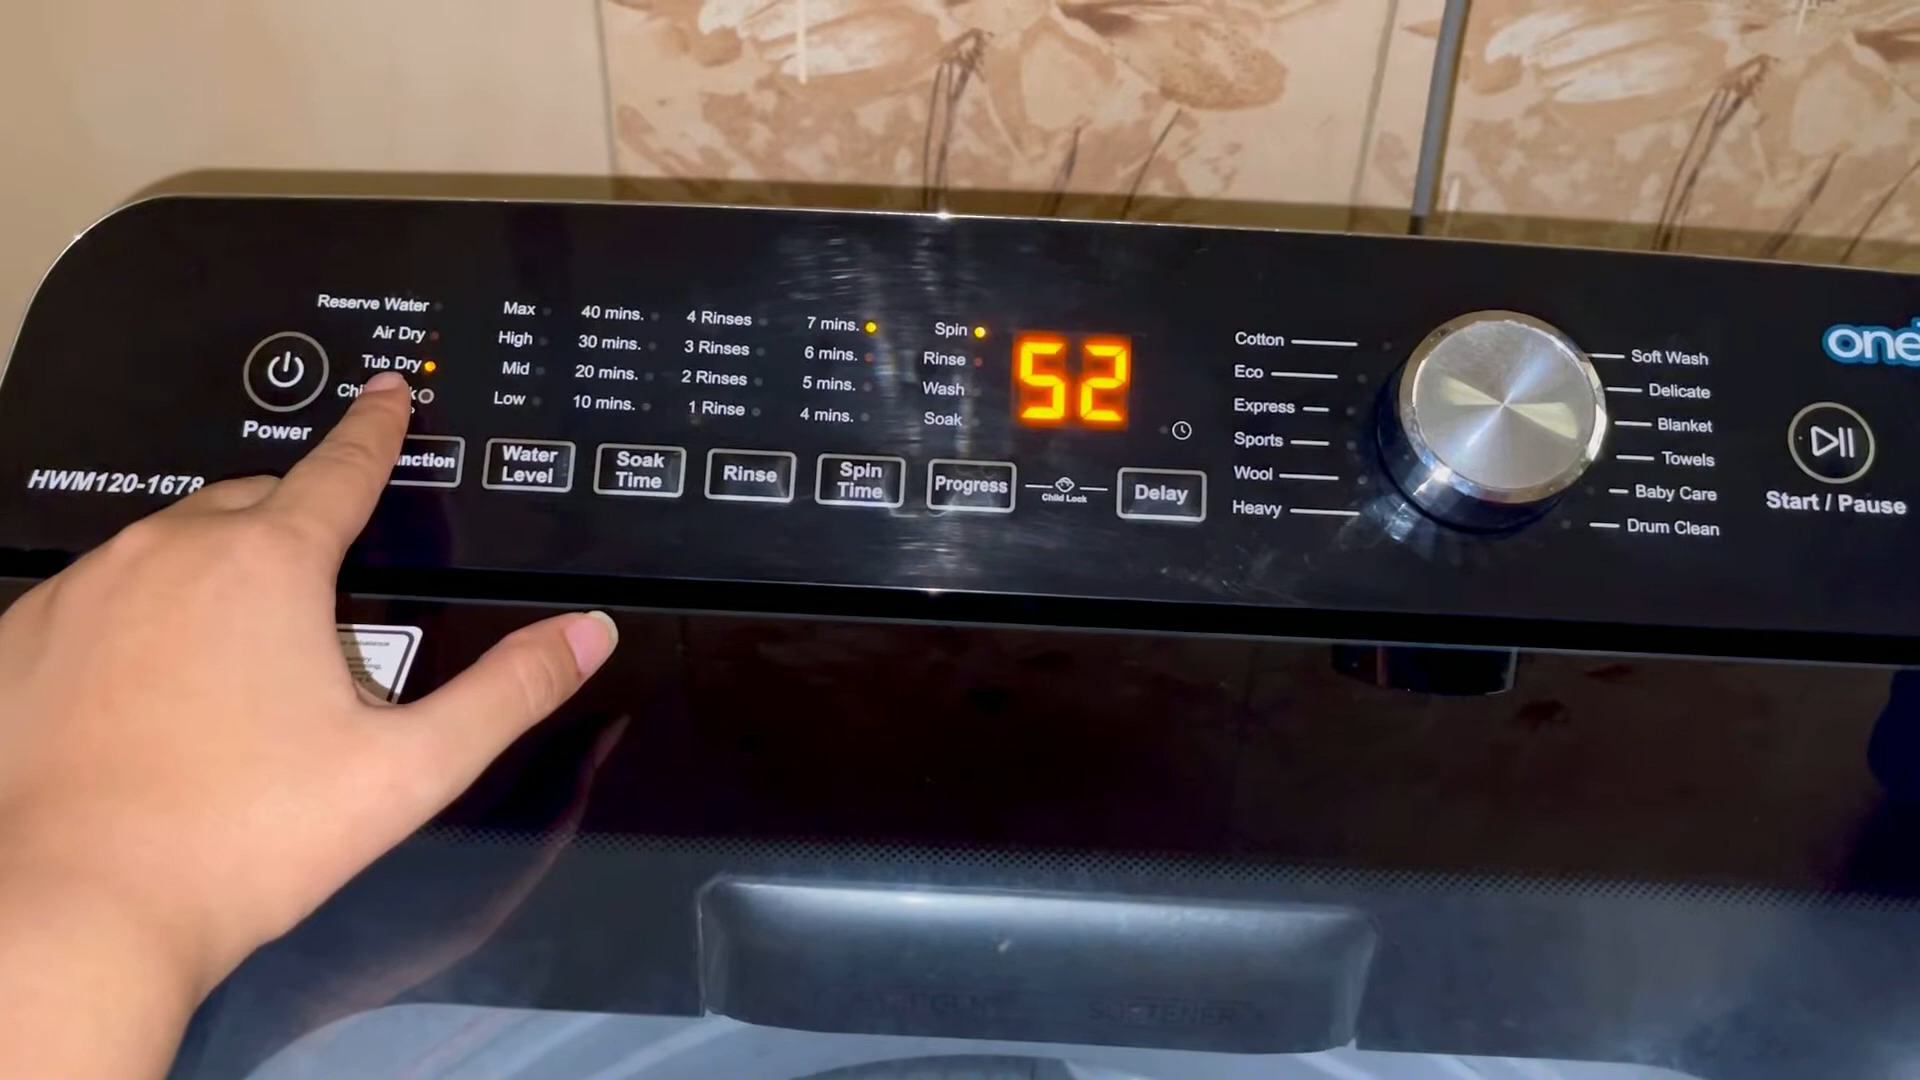 Reserve Water
Air Dry
Tub Dry
Power
HWM120-1678
Max
High
Mid
Low
Water
Level
40 mins.
30 mins.
20 mins.
10 mins.
Soak
Time
4 Rinses
3 Rinses
2 Rinses
1 Rinse
Rinse
7 mins.
6 mins.
5 mins.
4 mins.
Spin
Time
Spin
Rinse
Wash
Soak
Progress
52
Child Lock
Delay
Cotton
Eco
Express
Sports
Wool
Heavy
Soft Wash
Delicate
Blanket
Towels
Baby Care
Drum Clean
one
Start / Pause
SOFTENER